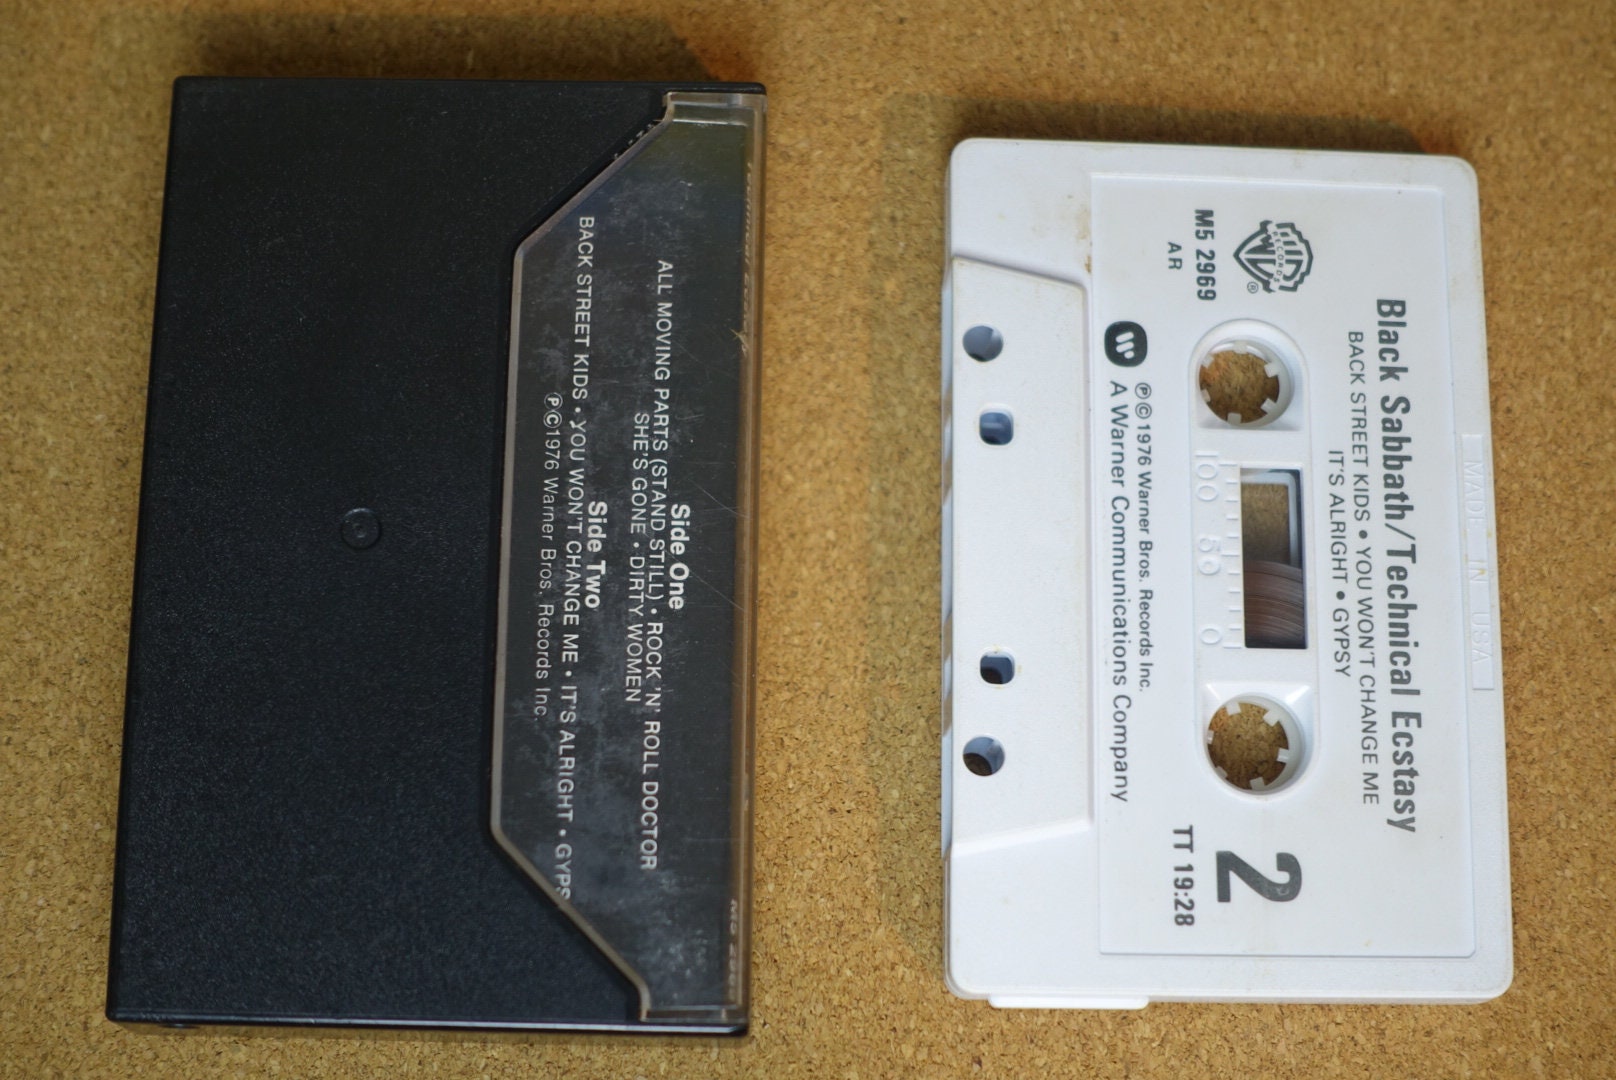 Side One
ALL MOVING PARTS (STAND STILL) • ROCK 'N' ROLL DOCTOR
SHE'S GONE • DIRTY WOMEN
Side Two
BACK STREET KIDS • YOU WON'T CHANGE ME • IT'S ALRIGHT • GYPS
Ⓟ©1976 Warner Bros. Records Inc.
MADE IN USA
Black Sabbath/Technical Ecstasy
BACK STREET KIDS • YOU WON'T CHANGE ME
IT'S ALRIGHT • GYPSY
RECORDS
®
2
M5 2969
AR
TT 19:28
100 50 0
Ⓟ©1976 Warner Bros. Records Inc.
A Warner Communications Company